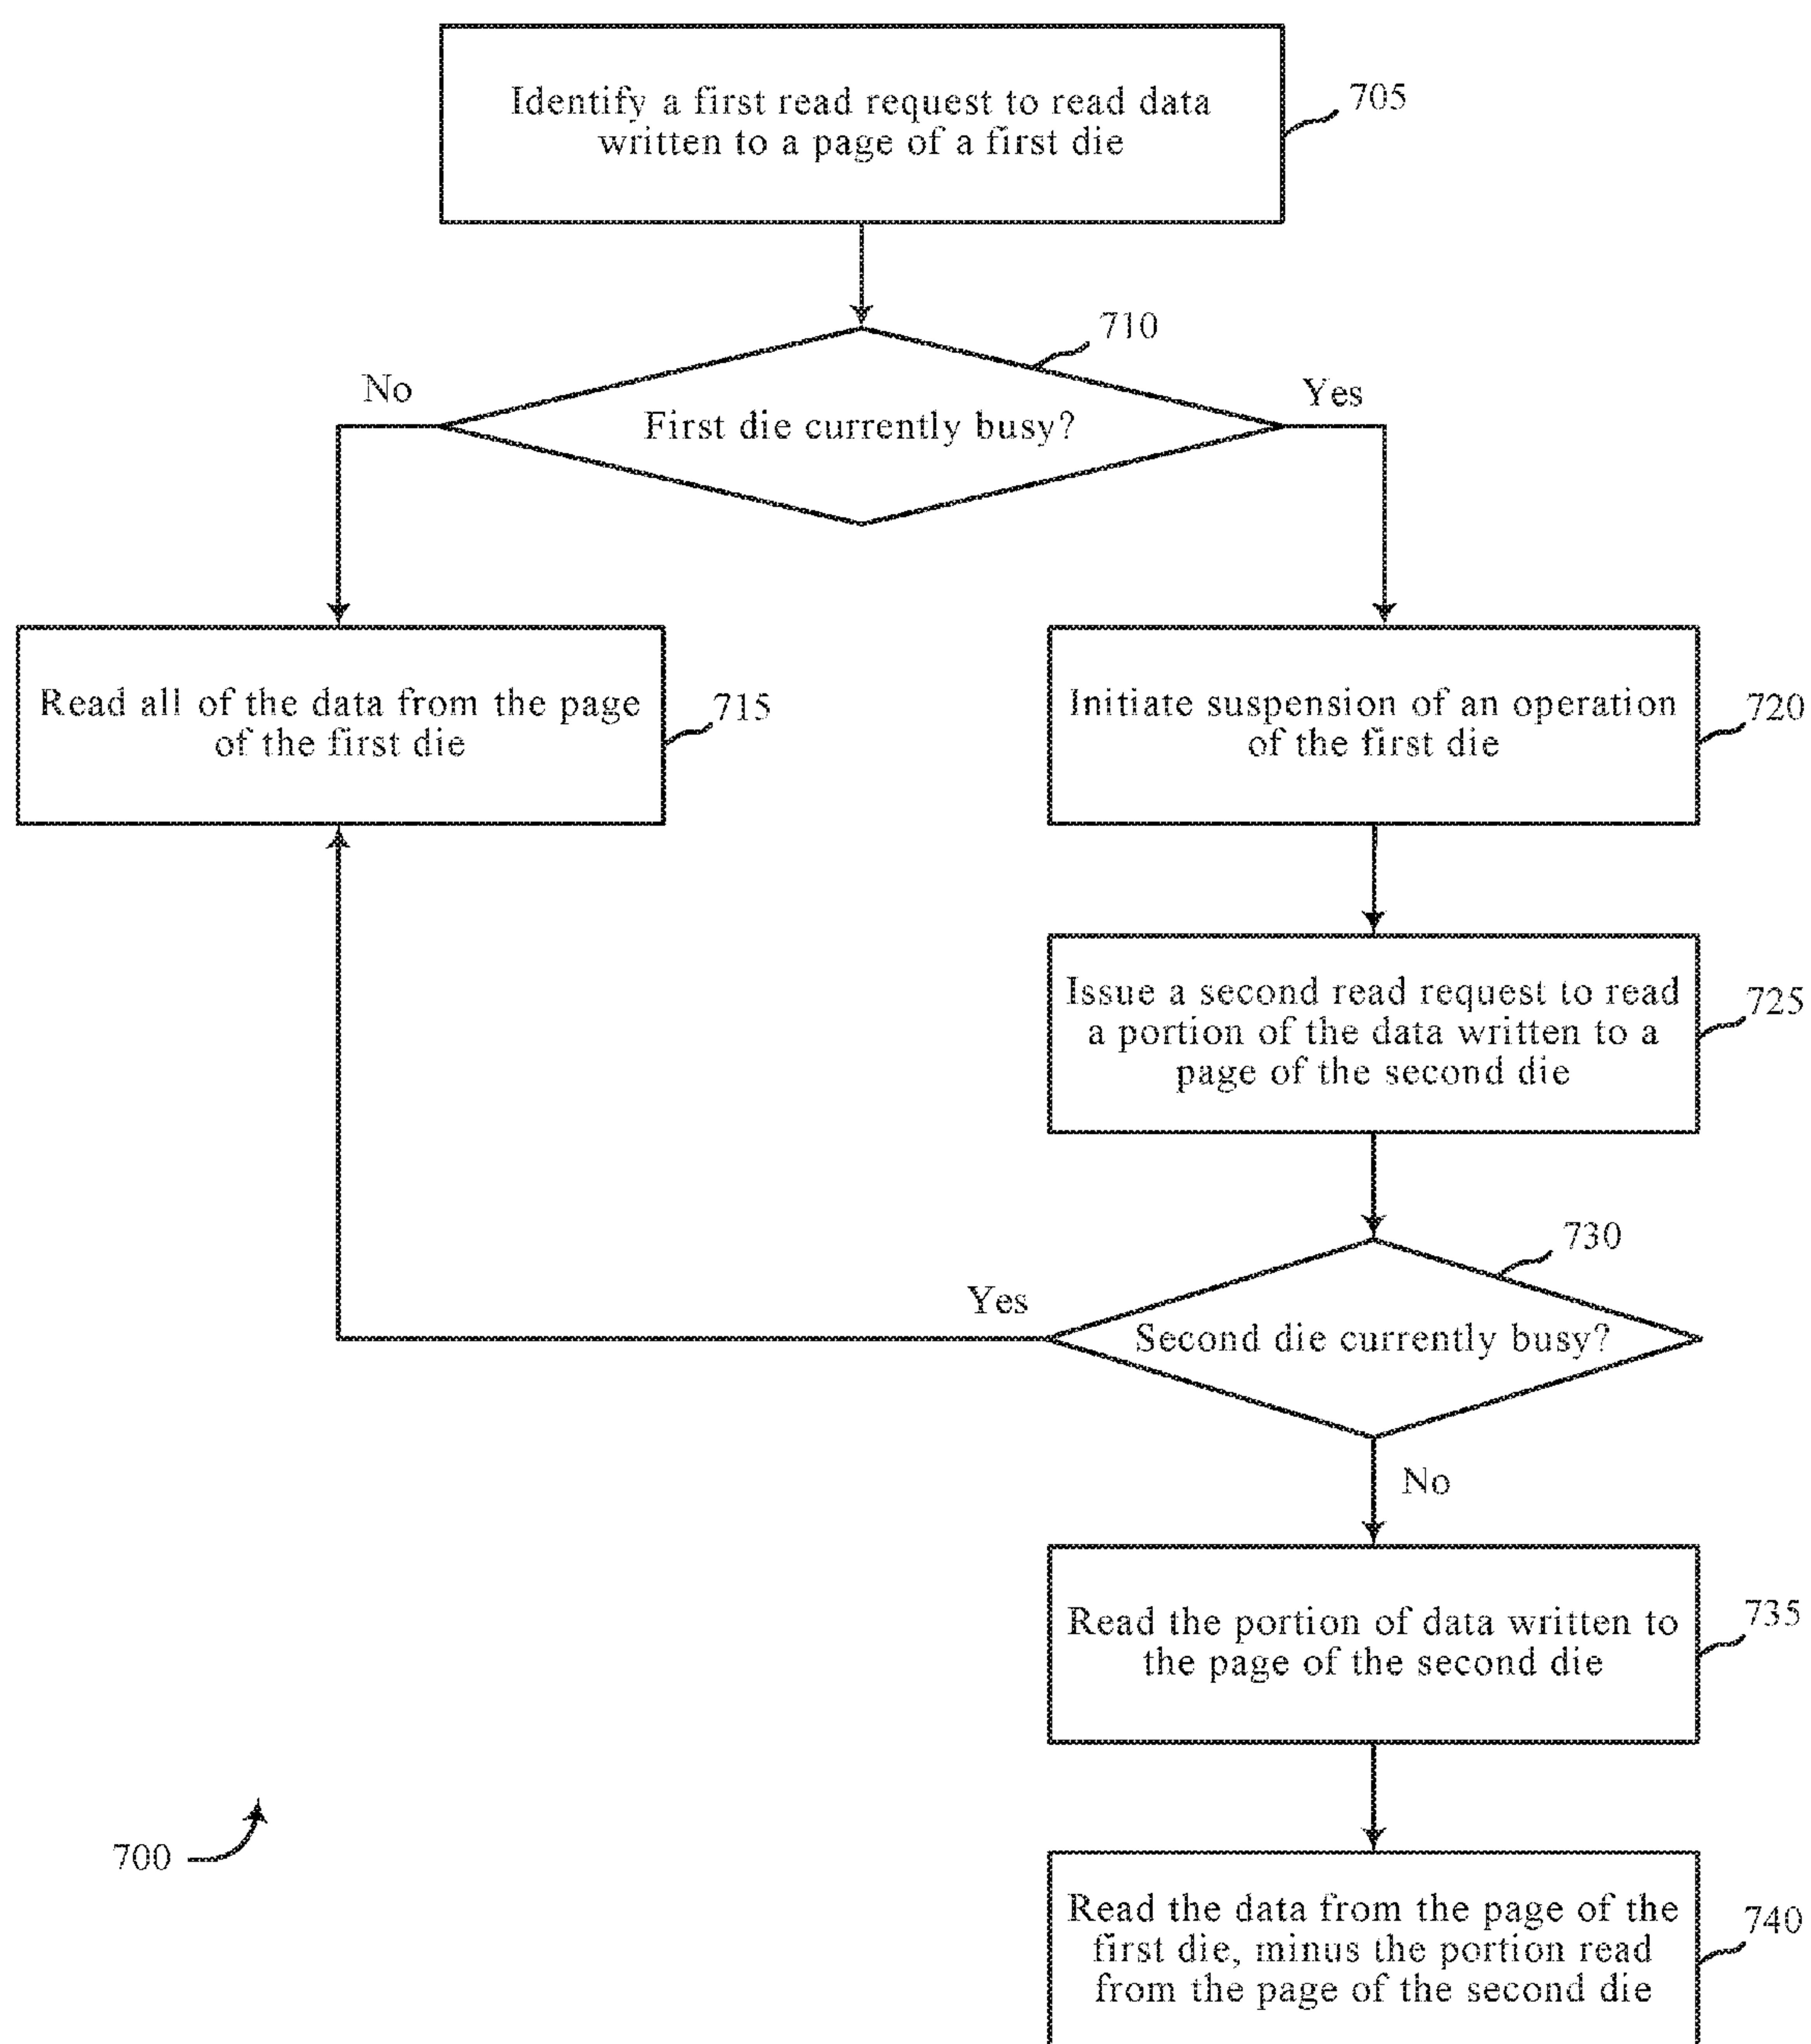 Identify a first read request to read data
written to a page of a first die
705
710
No
Yes
First die currently busy?
Read all of the data from the page
of the first die
715
Initiate suspension of an operation
of the first die
720
Issue a second read request to read
a portion of the data written to a
page of the second die
725
730
Yes
Second die currently busy?
No
Read the portion of data written to
the page of the second die
735
700
Read the data from the page of the
first die, minus the portion read
from the page of the second die
740